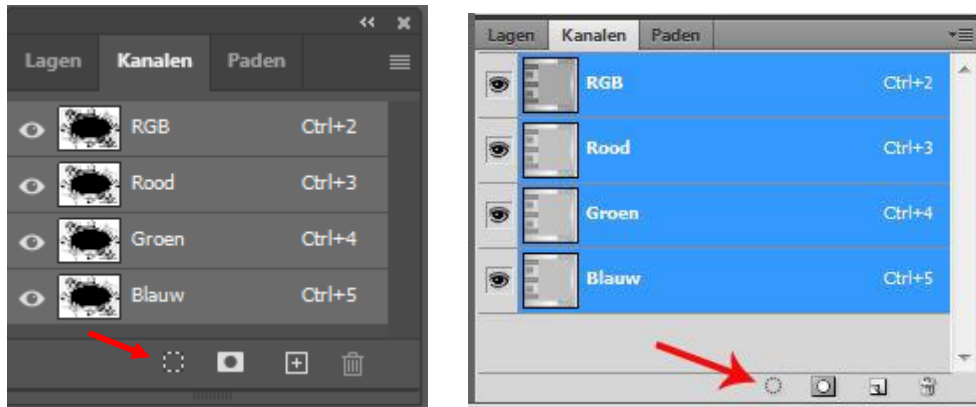 Lagen Kanalen Paden
RGB Ctrl+2
Rood Ctrl+3
Groen Ctrl+4
Blauw Ctrl+5
Lagen Kanalen Paden
RGB Ctrl+2
Rood Ctrl+3
Groen Ctrl+4
Blauw Ctrl+5